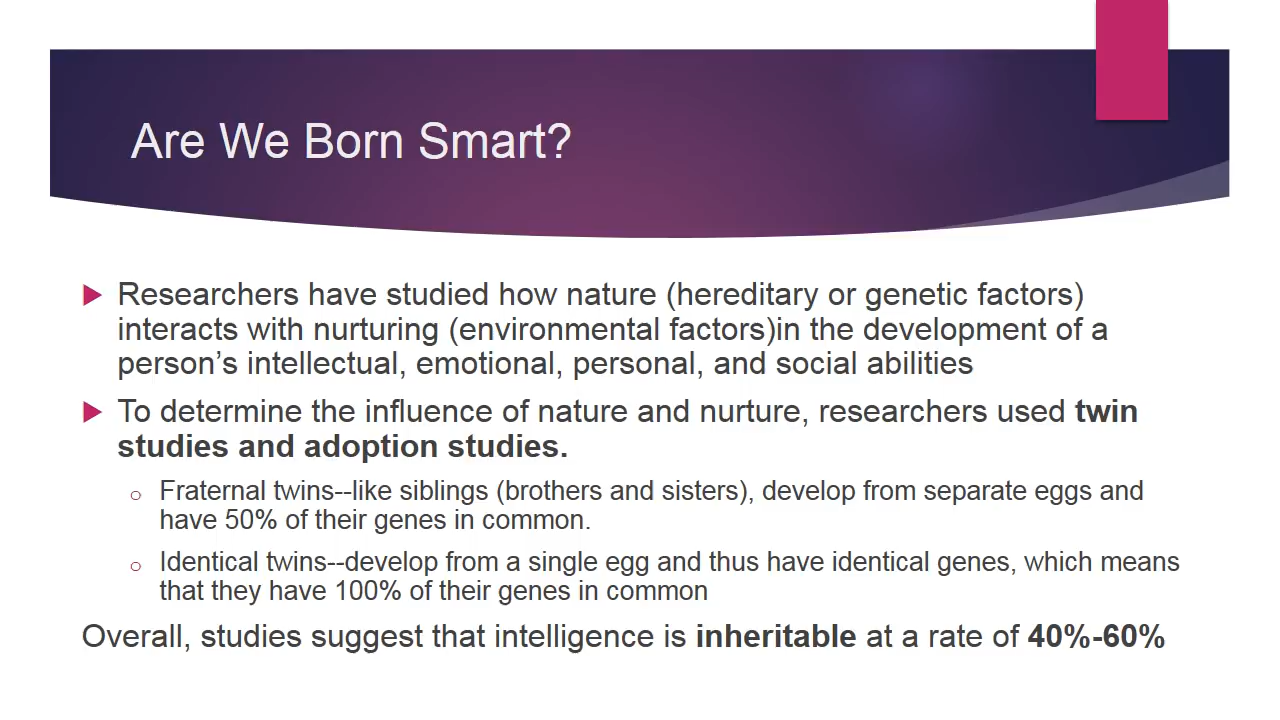 Are We Born Smart?
Researchers have studied how nature (hereditary or genetic factors)
interacts with nurturing (environmental factors)in the development of a
person’s intellectual, emotional, personal, and social abilities
To determine the influence of nature and nurture, researchers used twin
studies and adoption studies.
Fraternal twins--like siblings (brothers and sisters), develop from separate eggs and
have 50% of their genes in common.
Identical twins--develop from a single egg and thus have identical genes, which means
that they have 100% of their genes in common
Overall, studies suggest that intelligence is inheritable at a rate of 40%-60%